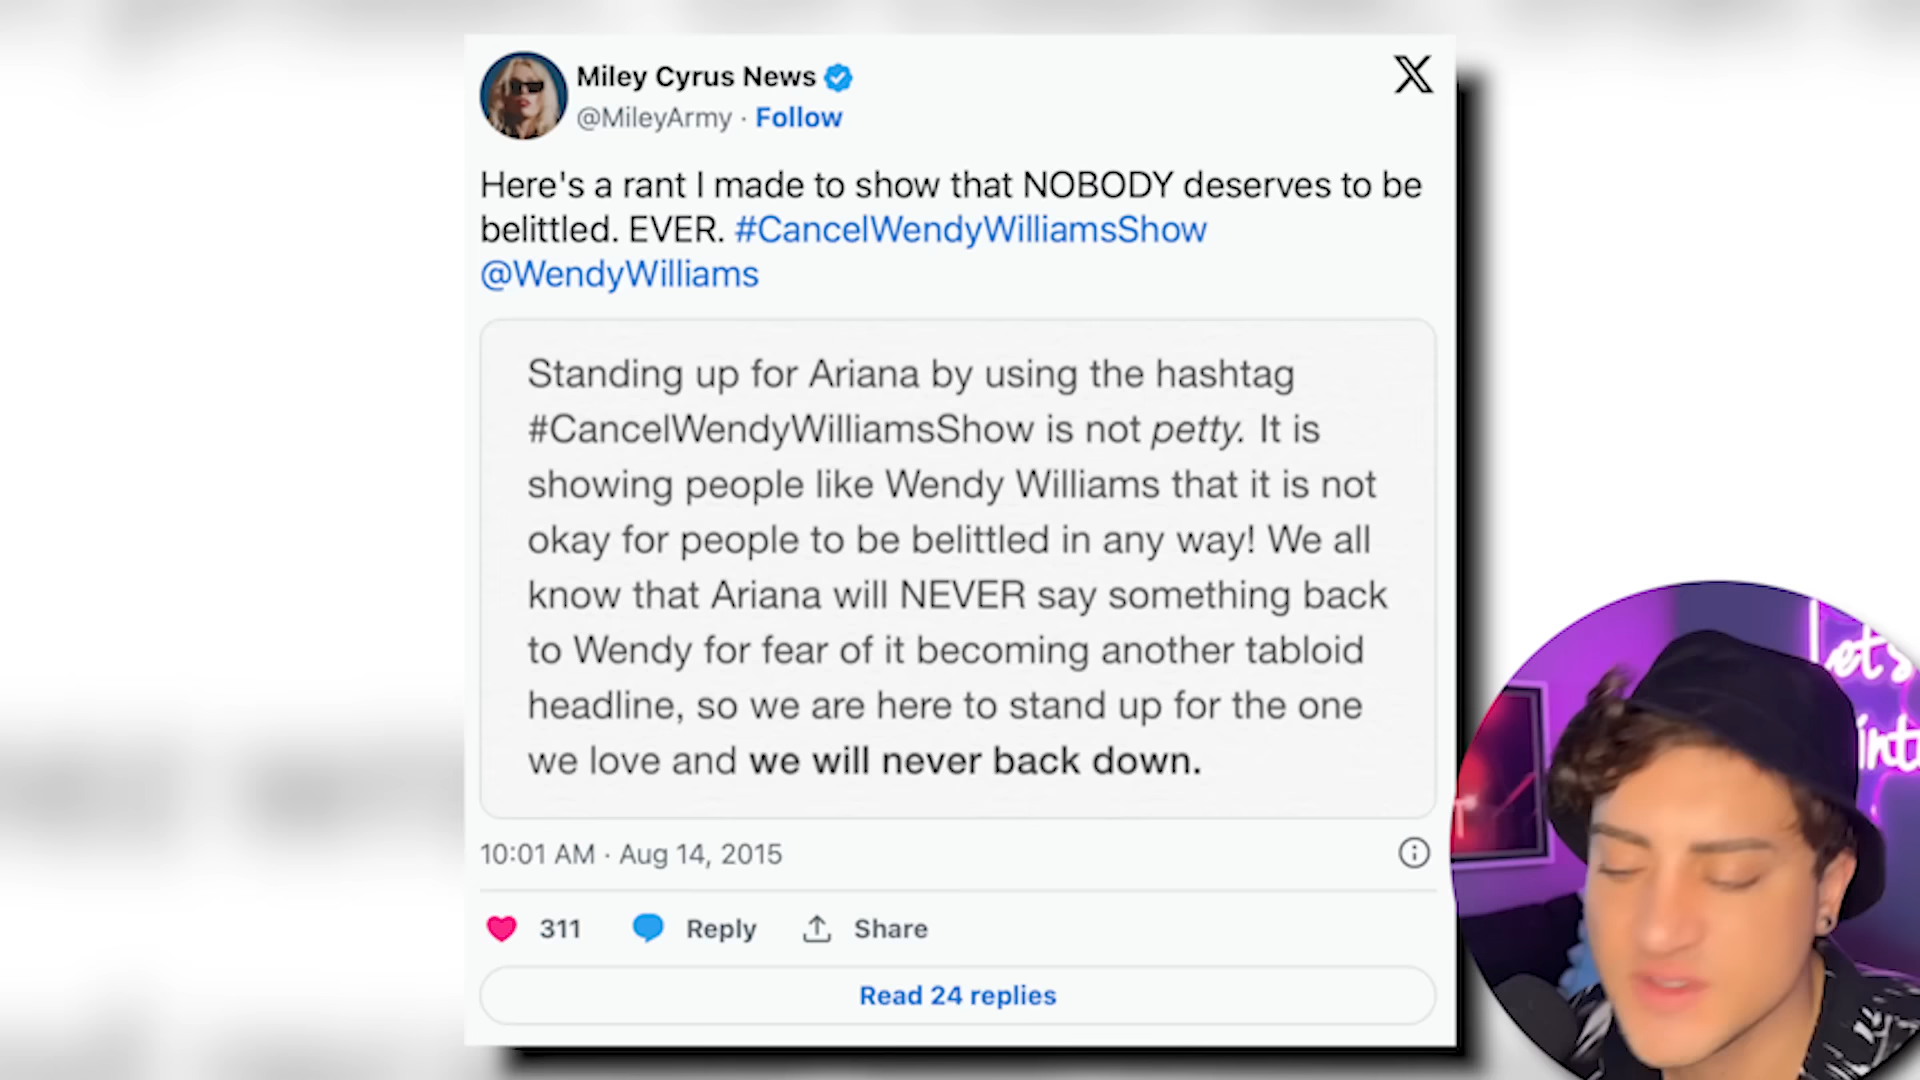 Miley Cyrus News
@MileyArmy · Follow
Here's a rant I made to show that NOBODY deserves to be
belittled. EVER. #CancelWendyWilliamsShow
@WendyWilliams
Standing up for Ariana by using the hashtag
#CancelWendyWilliamsShow is not petty. It is
showing people like Wendy Williams that it is not
okay for people to be belittled in any way! We all
know that Ariana will NEVER say something back
to Wendy for fear of it becoming another tabloid
headline, so we are here to stand up for the one
we love and we will never back down.
10:01 AM · Aug 14, 2015
311 Reply Share
Read 24 replies